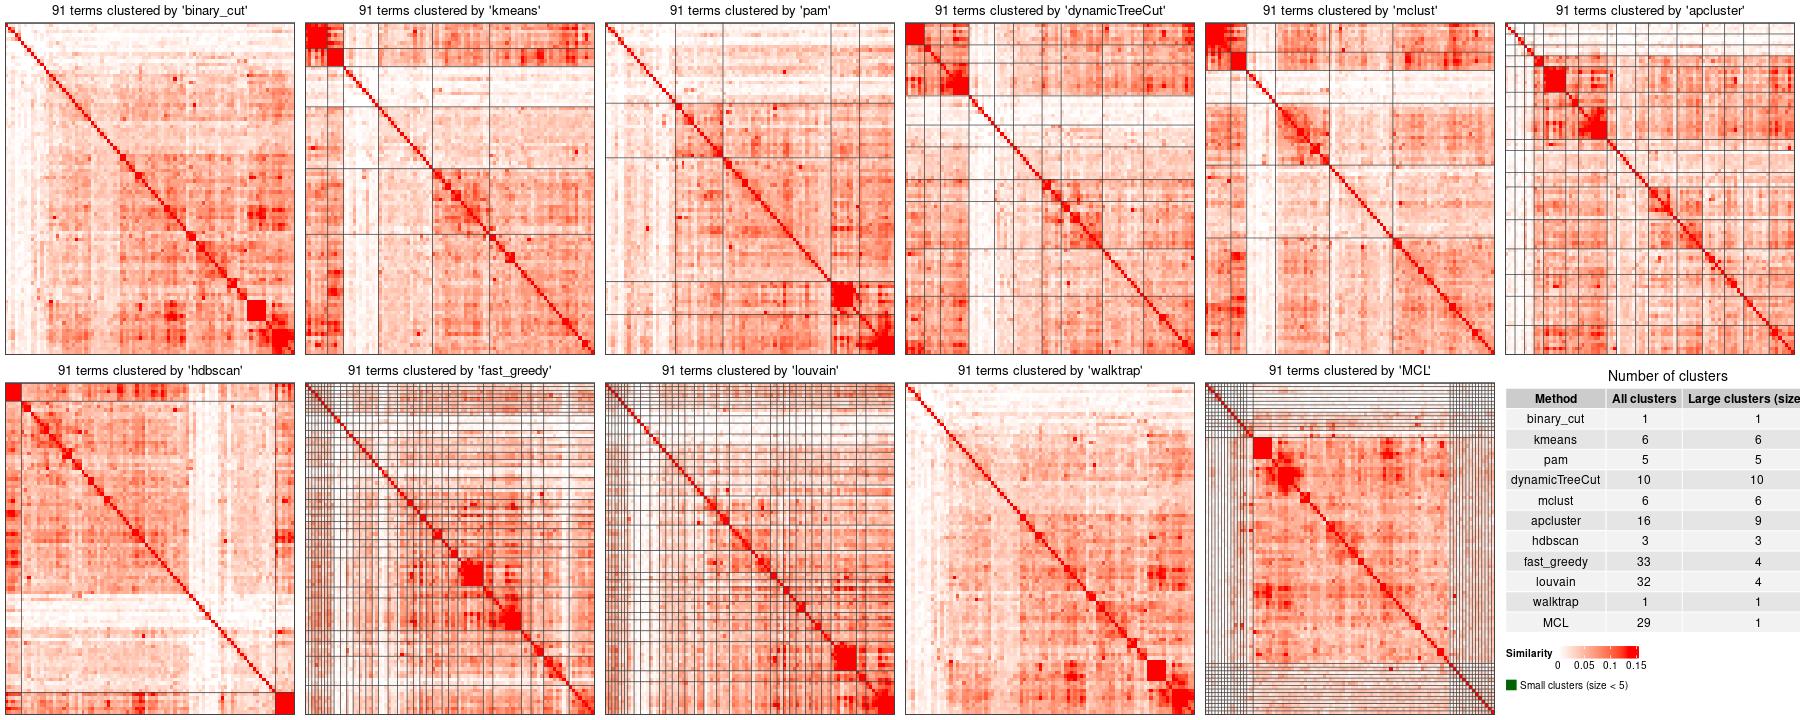 91 terms clustered by 'binary_cut'
91 terms clustered by 'kmeans'
91 terms clustered by 'pam'
91 terms clustered by 'dynamicTreeCut'
91 terms clustered by 'mclust'
91 terms clustered by 'apcluster'
91 terms clustered by 'hdbscan'
91 terms clustered by 'fast_greedy'
91 terms clustered by 'louvain'
91 terms clustered by 'walktrap'
91 terms clustered by 'MCL'
Number of clusters
Method All clusters Large clusters (size
binary_cut 1 1
kmeans 6 6
pam 5 5
dynamicTreeCut 10 10
mclust 6 6
apcluster 16 9
hdbscan 3 3
fast_greedy 33 4
louvain 32 4
walktrap 1 1
MCL 29 1
Similarity
0 0.05 0.1 0.15
Small clusters (size < 5)